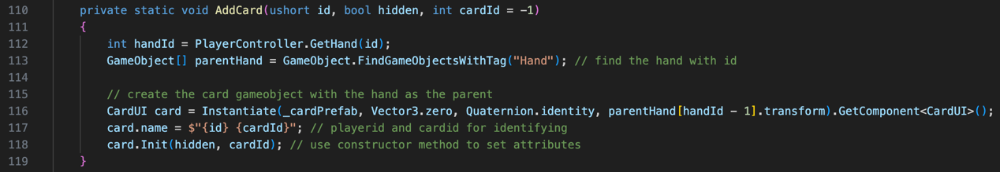 110 private static void AddCard(ushort id, bool hidden, int cardId = -1)
111 {
112 int handId = PlayerController.GetHand(id);
113 GameObject[] parentHand = GameObject.FindGameObjectsWithTag("Hand"); // find the hand with id
114
115 // create the card gameobject with the hand as the parent
116 CardUI card = Instantiate(_cardPrefab, Vector3.zero, Quaternion.identity, parentHand[handId - 1].transform).GetComponent<CardUI>();
117 card.name = $"{id} {cardId}"; // playerid and cardid for identifying
118 card.Init(hidden, cardId); // use constructor method to set attributes
119 }